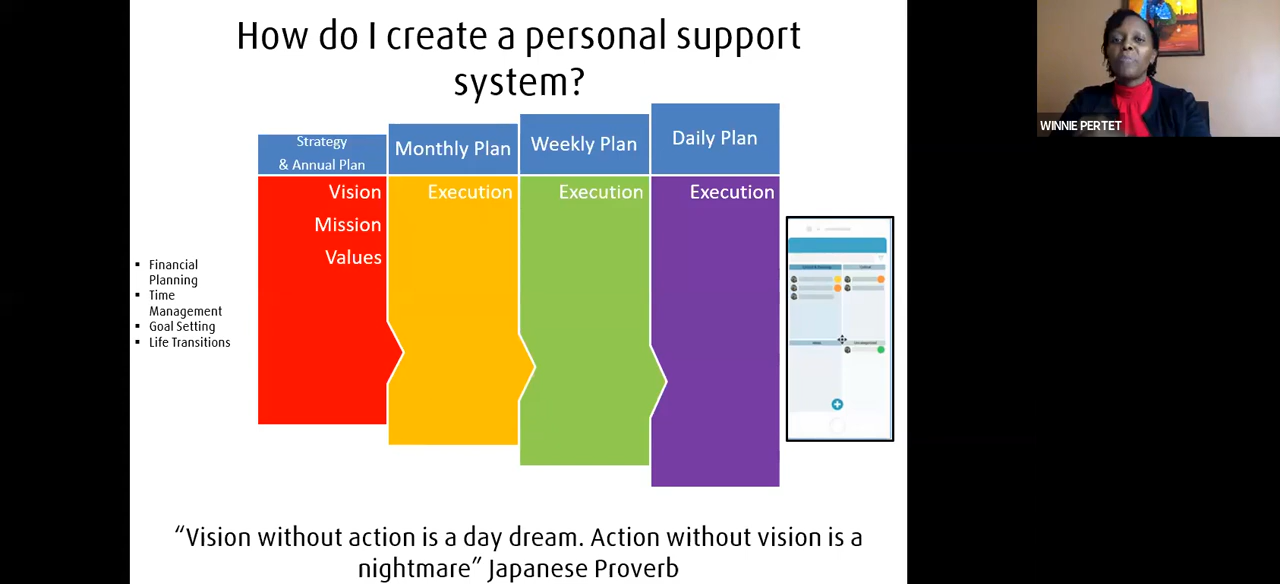 How do I create a personal support
system?
WINNIE PERTET
Strategy
& Annual Plan
Monthly Plan
Weekly Plan
Daily Plan
Vision
Mission
Values
Execution
Execution
Execution
▪ Financial
Planning
▪ Time
Management
▪ Goal Setting
▪ Life Transitions
“Vision without action is a day dream. Action without vision is a
nightmare” Japanese Proverb